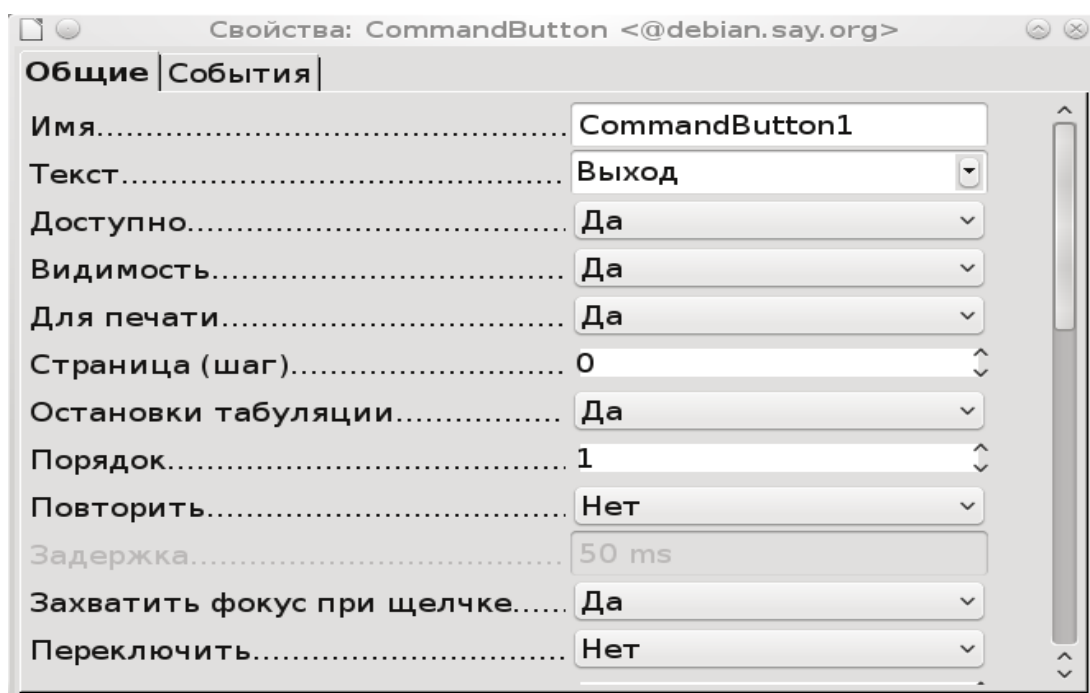 Свойства: CommandButton <@debian.say.org>
Общие События
Имя................................................ CommandButton1
Текст............................................. Выход
Доступно....................................... Да
Видимость.................................... Да
Для печати................................... Да
Страница (шаг)............................ 0
Остановки табуляции................. Да
Порядок......................................... 1
Повторить..................................... Нет
Задержка...................................... 50 ms
Захватить фокус при щелчке...... Да
Переключить................................ Нет